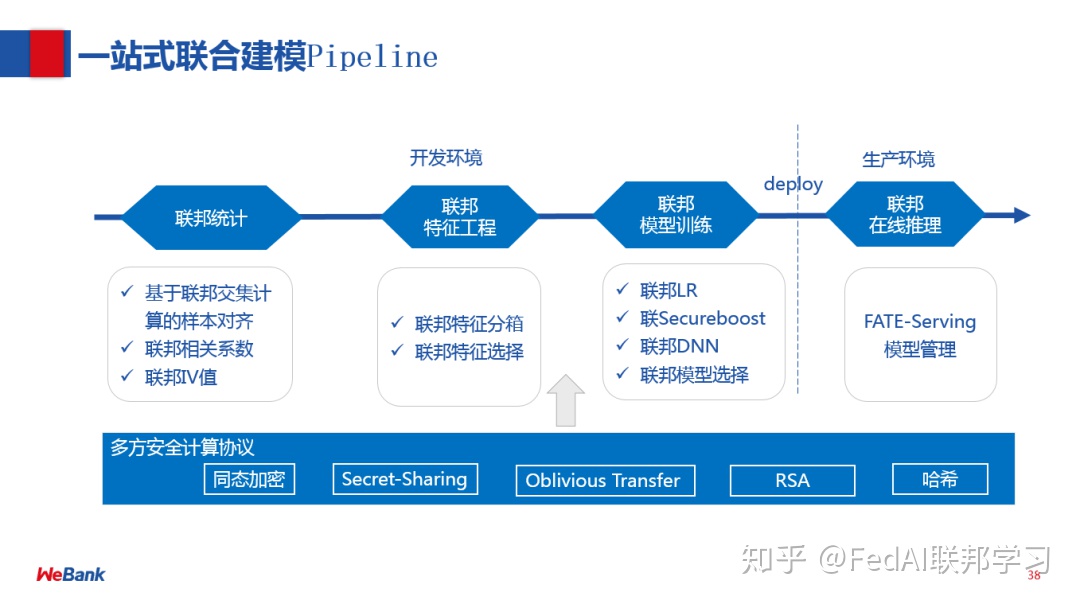 一站式联合建模Pipeline
开发环境
生产环境
deploy
联邦统计
联邦
特征工程
联邦
模型训练
联邦
在线推理
✓ 基于联邦交集计
算的样本对齐
✓ 联邦相关系数
✓ 联邦IV值
✓ 联邦特征分箱
✓ 联邦特征选择
✓ 联邦LR
✓ 联Secureboost
✓ 联邦DNN
✓ 联邦模型选择
FATE-Serving
模型管理
多方安全计算协议
同态加密
Secret-Sharing
Oblivious Transfer
RSA
哈希
WeBank
知乎 @FedAI联邦学习
38